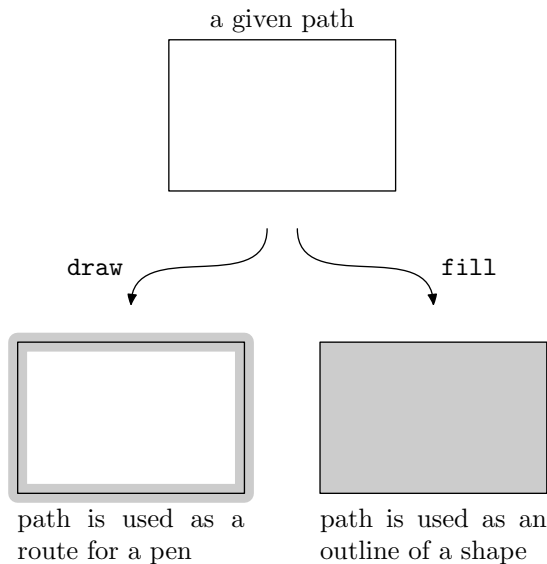 a given path
draw
fill
path is used as a
route for a pen
path is used as an
outline of a shape